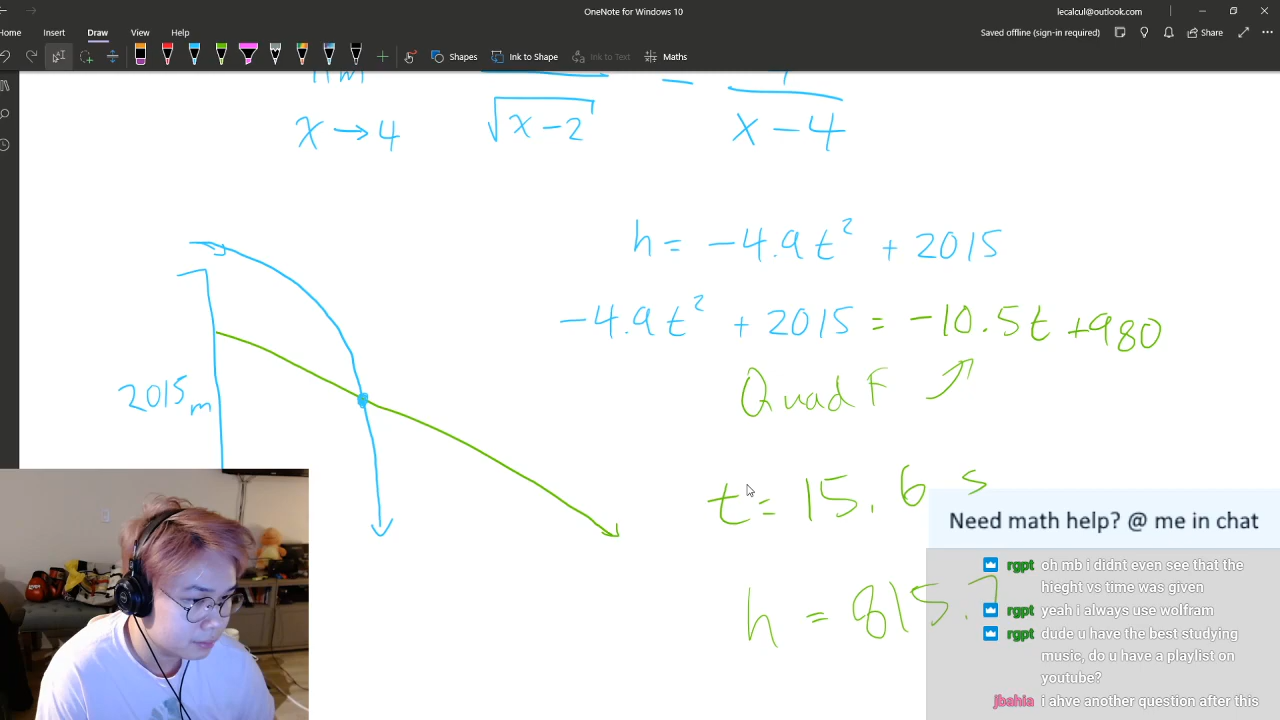 OneNote for Windows 10
lecalcul@outlook.com
Home Insert Draw View Help
Saved offline (sign-in required)
Share
Shapes Ink to Shape Ink to Text Maths
lim
x→4 √x-2 - x-4
h = -4.9t² + 2015
-4.9t² + 2015 = -10.5t +980
Quad F
2015m
t = 15.6 s
h = 815.7
Need math help? @ me in chat
rgpt oh mb i didnt even see that the
hieght vs time was given
rgpt yeah i always use wolfram
rgpt dude u have the best studying
music, do u have a playlist on
youtube?
jbahia i ahve another question after this